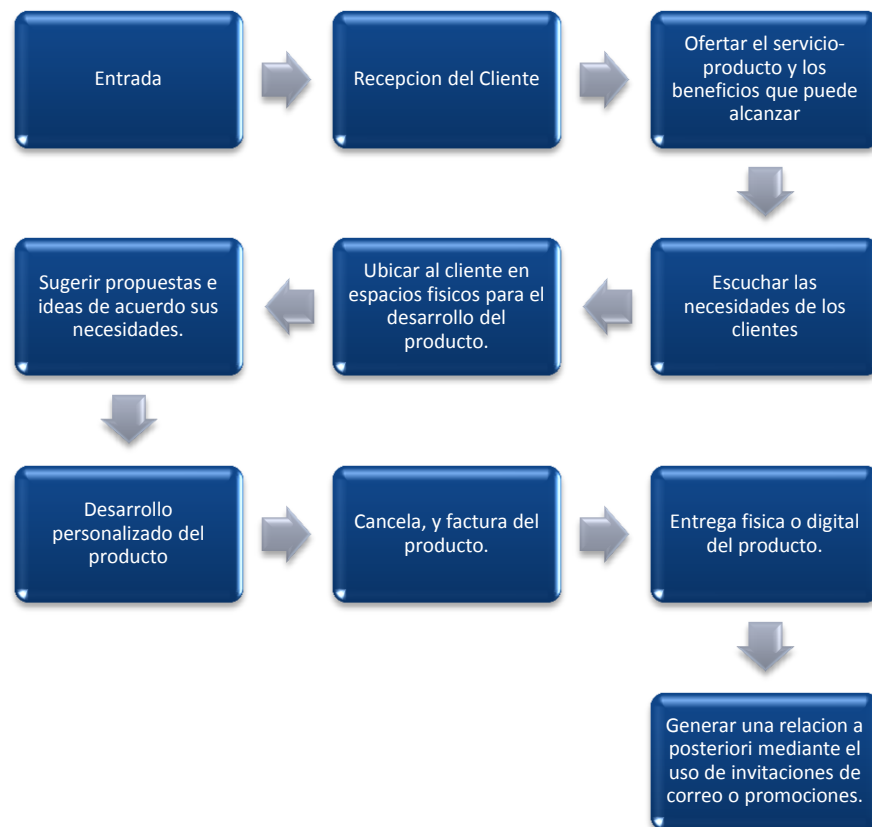 Entrada
Recepcion del Cliente
Ofertar el servicio-
producto y los
beneficios que puede
alcanzar
Escuchar las
necesidades de los
clientes
Ubicar al cliente en
espacios fisicos para el
desarrollo del
producto.
Sugerir propuestas e
ideas de acuerdo sus
necesidades.
Desarrollo
personalizado del
producto
Cancela, y factura del
producto.
Entrega fisica o digital
del producto.
Generar una relacion a
posteriori mediante el
uso de invitaciones de
correo o promociones.